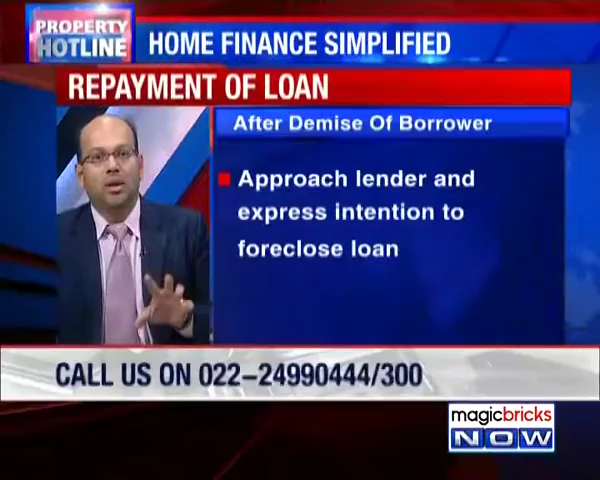 PROPERTY
HOTLINE
HOME FINANCE SIMPLIFIED
REPAYMENT OF LOAN
After Demise Of Borrower
Approach lender and
express intention to
foreclose loan
CALL US ON 022-24990444/300
magicbricks
NOW